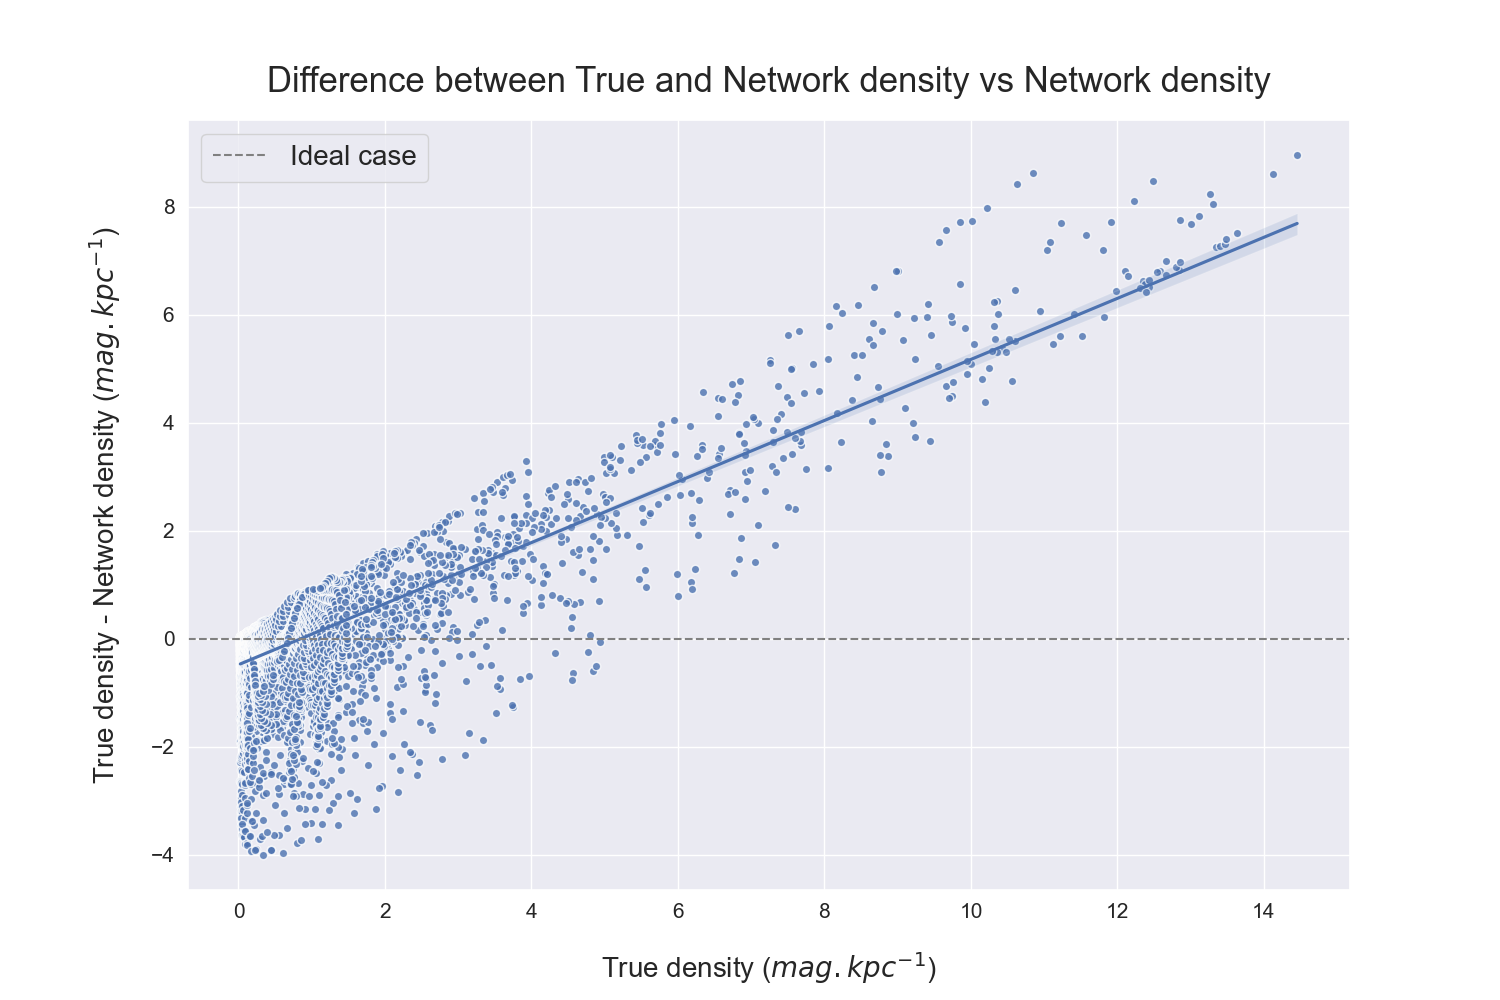 Difference between True and Network density vs Network density
Ideal case
True density - Network density (mag. kpc⁻¹)
8
6
4
2
0
−2
−4
0 2 4 6 8 10 12 14
True density (mag. kpc⁻¹)